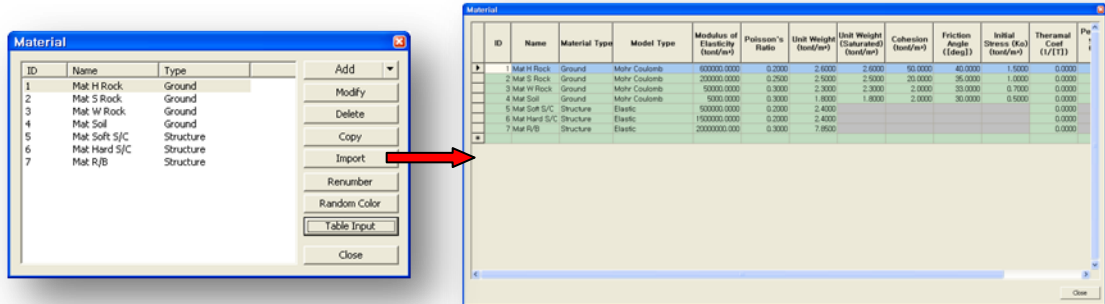 Material
ID Name Type
1 Mat H Rock Ground
2 Mat S Rock Ground
3 Mat W Rock Ground
4 Mat Soil Ground
5 Mat Soft S/C Structure
6 Mat Hard S/C Structure
7 Mat R/B Structure
Add
Modify
Delete
Copy
Import
Renumber
Random Color
Table Input
Close
Material
ID Name Material Type Model Type Modulus of Elasticity (tonf/m²) Poisson's Ratio Unit Weight (tonf/m³) Unit Weight (Saturated) (tonf/m³) Cohesion (tonf/m²) Friction Angle ([deg]) Initial Stress (Ko) (tonf/m²) Theramal Coef (1/[T])
1 Mat H Rock Ground Mohr Coulomb 600000.0000 0.2000 2.6000 2.6000 50.0000 40.0000 1.5000 0.0000
2 Mat S Rock Ground Mohr Coulomb 200000.0000 0.2500 2.5000 2.5000 20.0000 35.0000 1.0000 0.0000
3 Mat W Rock Ground Mohr Coulomb 50000.0000 0.3000 2.3000 2.3000 2.0000 33.0000 0.7000 0.0000
4 Mat Soil Ground Mohr Coulomb 5000.0000 0.3000 1.8000 1.8000 2.0000 30.0000 0.5000 0.0000
5 Mat Soft S/C Structure Elastic 500000.0000 0.2000 2.4000 0.0000
6 Mat Hard S/C Structure Elastic 1500000.000 0.2000 2.4000 0.0000
7 Mat R/B Structure Elastic 20000000.000 0.3000 7.8500 0.0000
Close